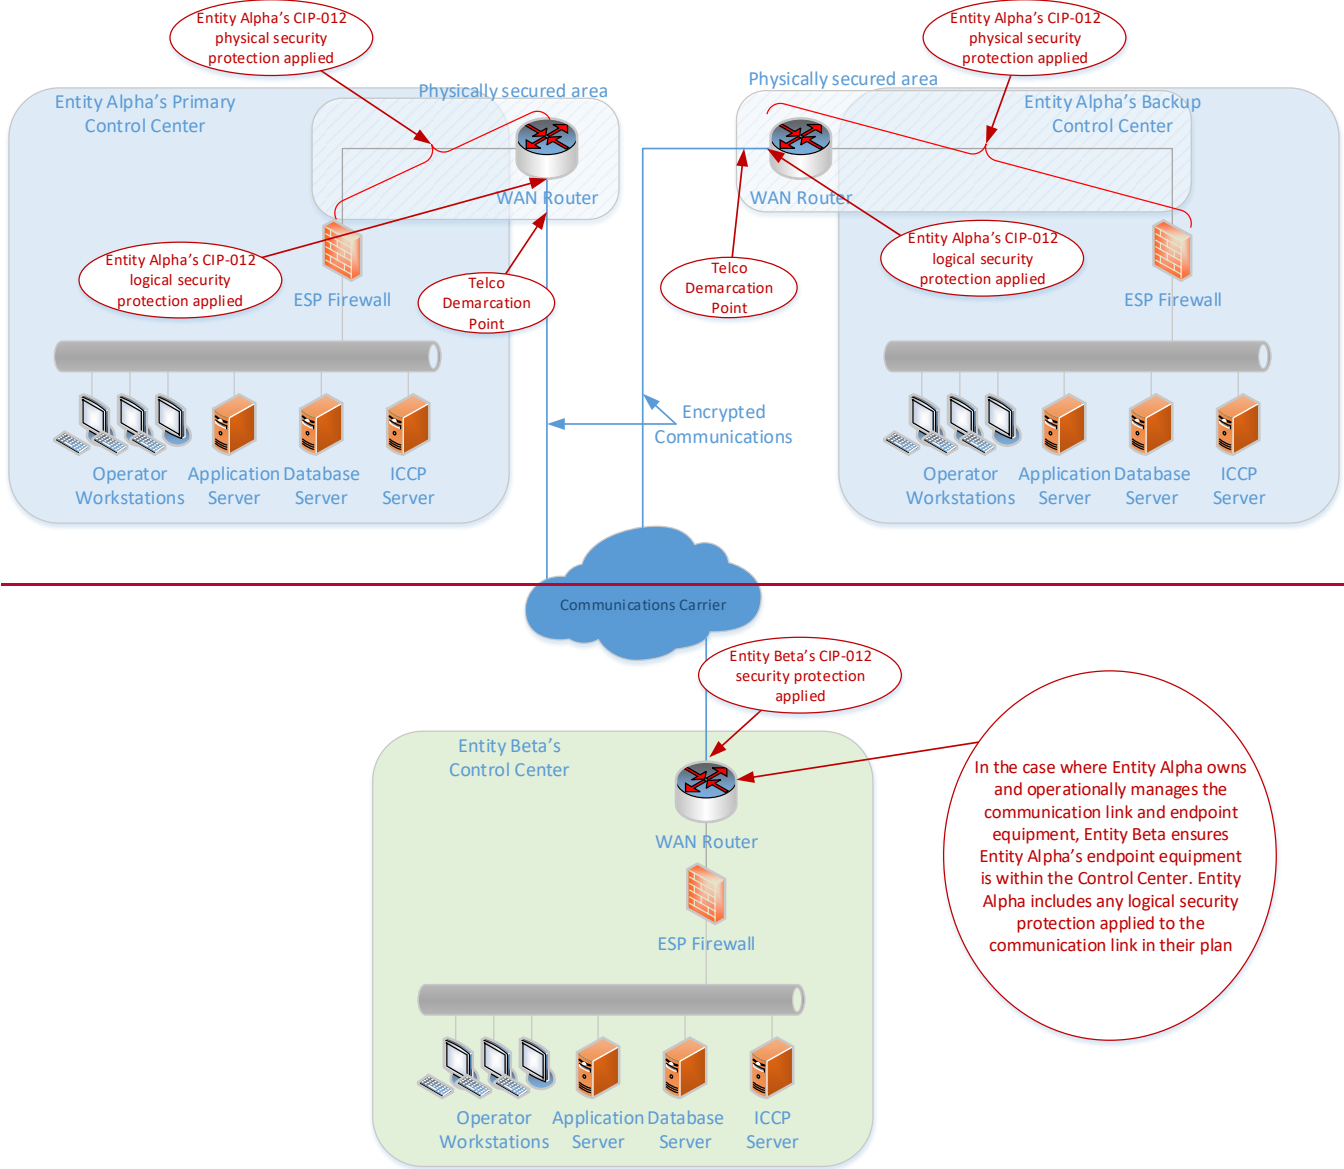 Entity Alpha's CIP-012
physical security
protection applied
Entity Alpha's CIP-012
physical security
protection applied
Physically secured area
Physically secured area
Entity Alpha's Primary
Control Center
Entity Alpha's Backup
Control Center
WAN Router
WAN Router
Entity Alpha's CIP-012
logical security
protection applied
Telco
Demarcation
Point
Telco
Demarcation
Point
Entity Alpha's CIP-012
logical security
protection applied
ESP Firewall
ESP Firewall
Encrypted
Communications
Operator
Workstations
Application
Server
Database
Server
ICCP
Server
Operator
Workstations
Application
Server
Database
Server
ICCP
Server
Communications Carrier
Entity Beta's CIP-012
security protection
applied
Entity Beta's
Control Center
WAN Router
In the case where Entity Alpha owns
and operationally manages the
communication link and endpoint
equipment, Entity Beta ensures
Entity Alpha's endpoint equipment
is within the Control Center. Entity
Alpha includes any logical security
protection applied to the
communication link in their plan
ESP Firewall
Operator
Workstations
Application
Server
Database
Server
ICCP
Server